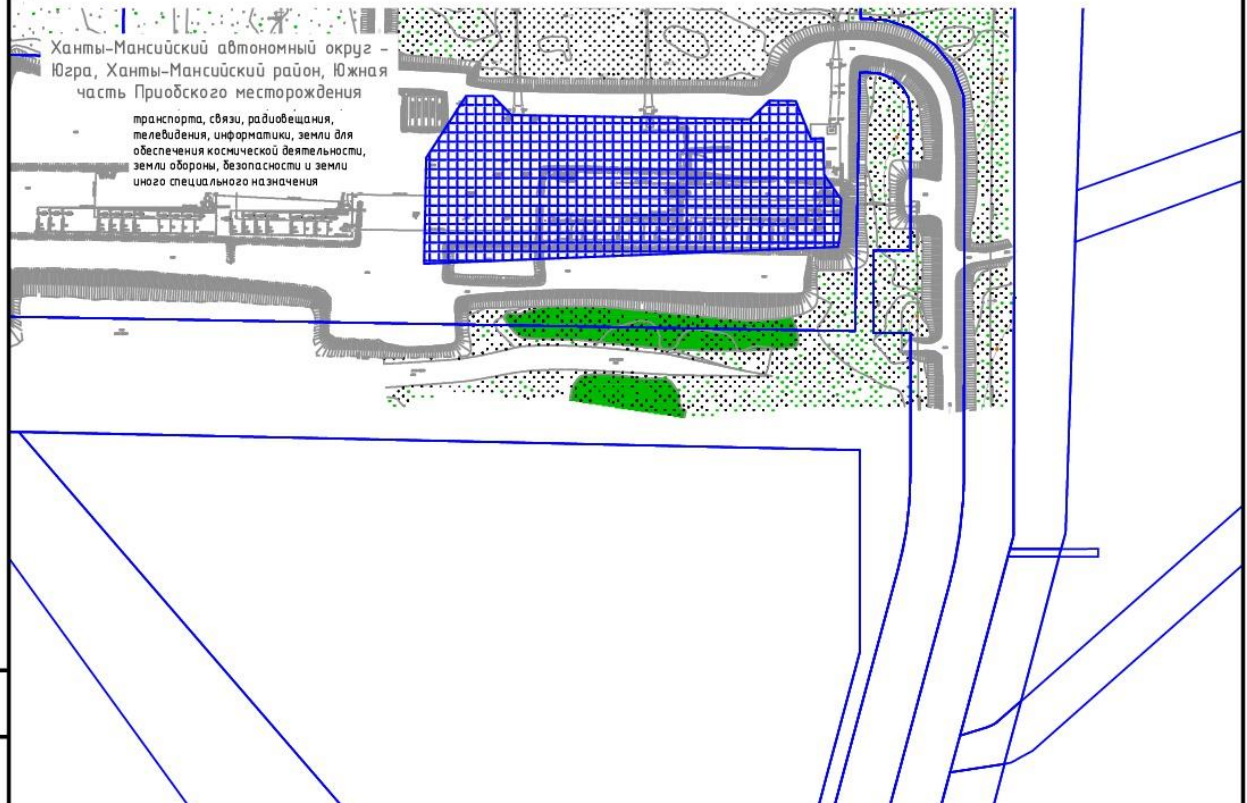 Ханты-Мансийский автономный округ -
Югра, Ханты-Мансийский район, Южная
часть Приобского месторождения
транспорта, связи, радиовещания,
телевидения, информатики, земли для
обеспечения космической деятельности,
земли обороны, безопасности и земли
иного специального назначения